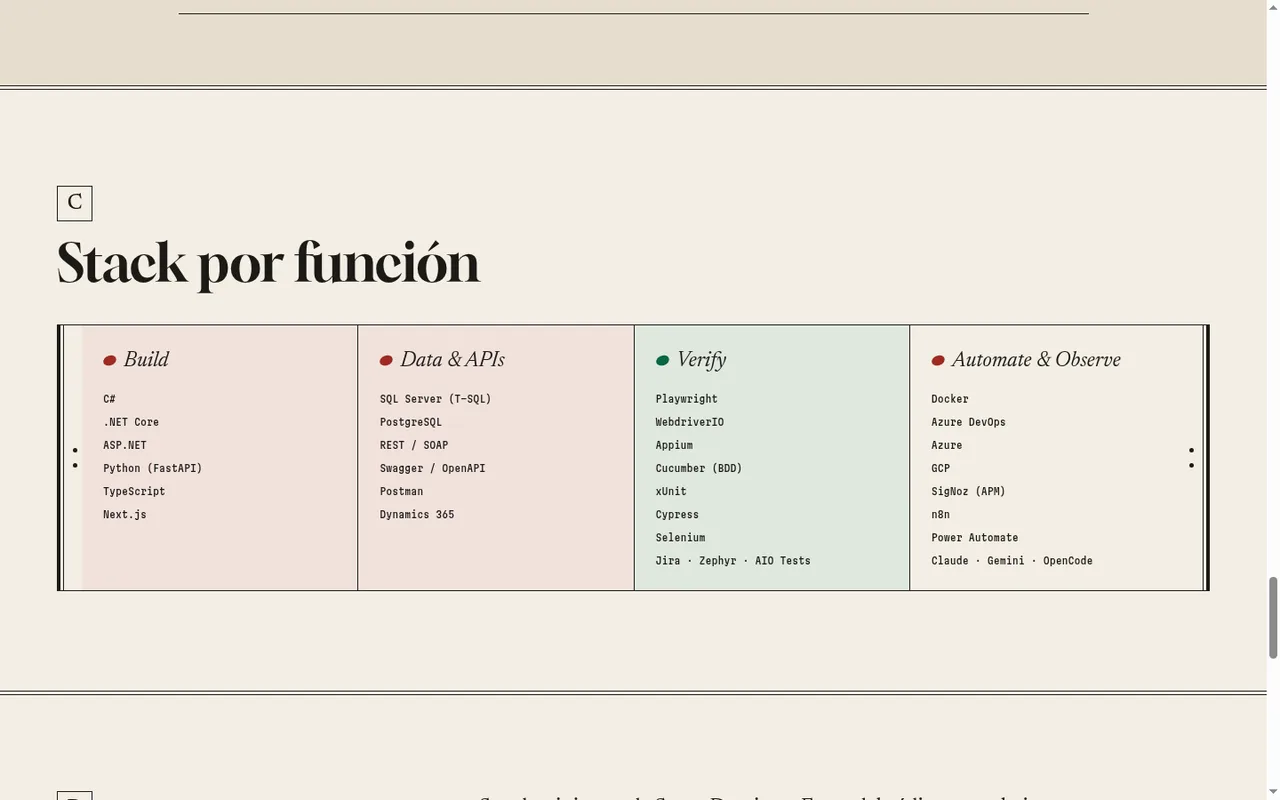 C
Stack por función
Build
C#
.NET Core
ASP.NET
Python (FastAPI)
TypeScript
Next.js
Data & APIs
SQL Server (T-SQL)
PostgreSQL
REST / SOAP
Swagger / OpenAPI
Postman
Dynamics 365
Verify
Playwright
WebdriverIO
Appium
Cucumber (BDD)
xUnit
Cypress
Selenium
Jira · Zephyr · AIO Tests
Automate & Observe
Docker
Azure DevOps
Azure
GCP
SigNoz (APM)
n8n
Power Automate
Claude · Gemini · OpenCode